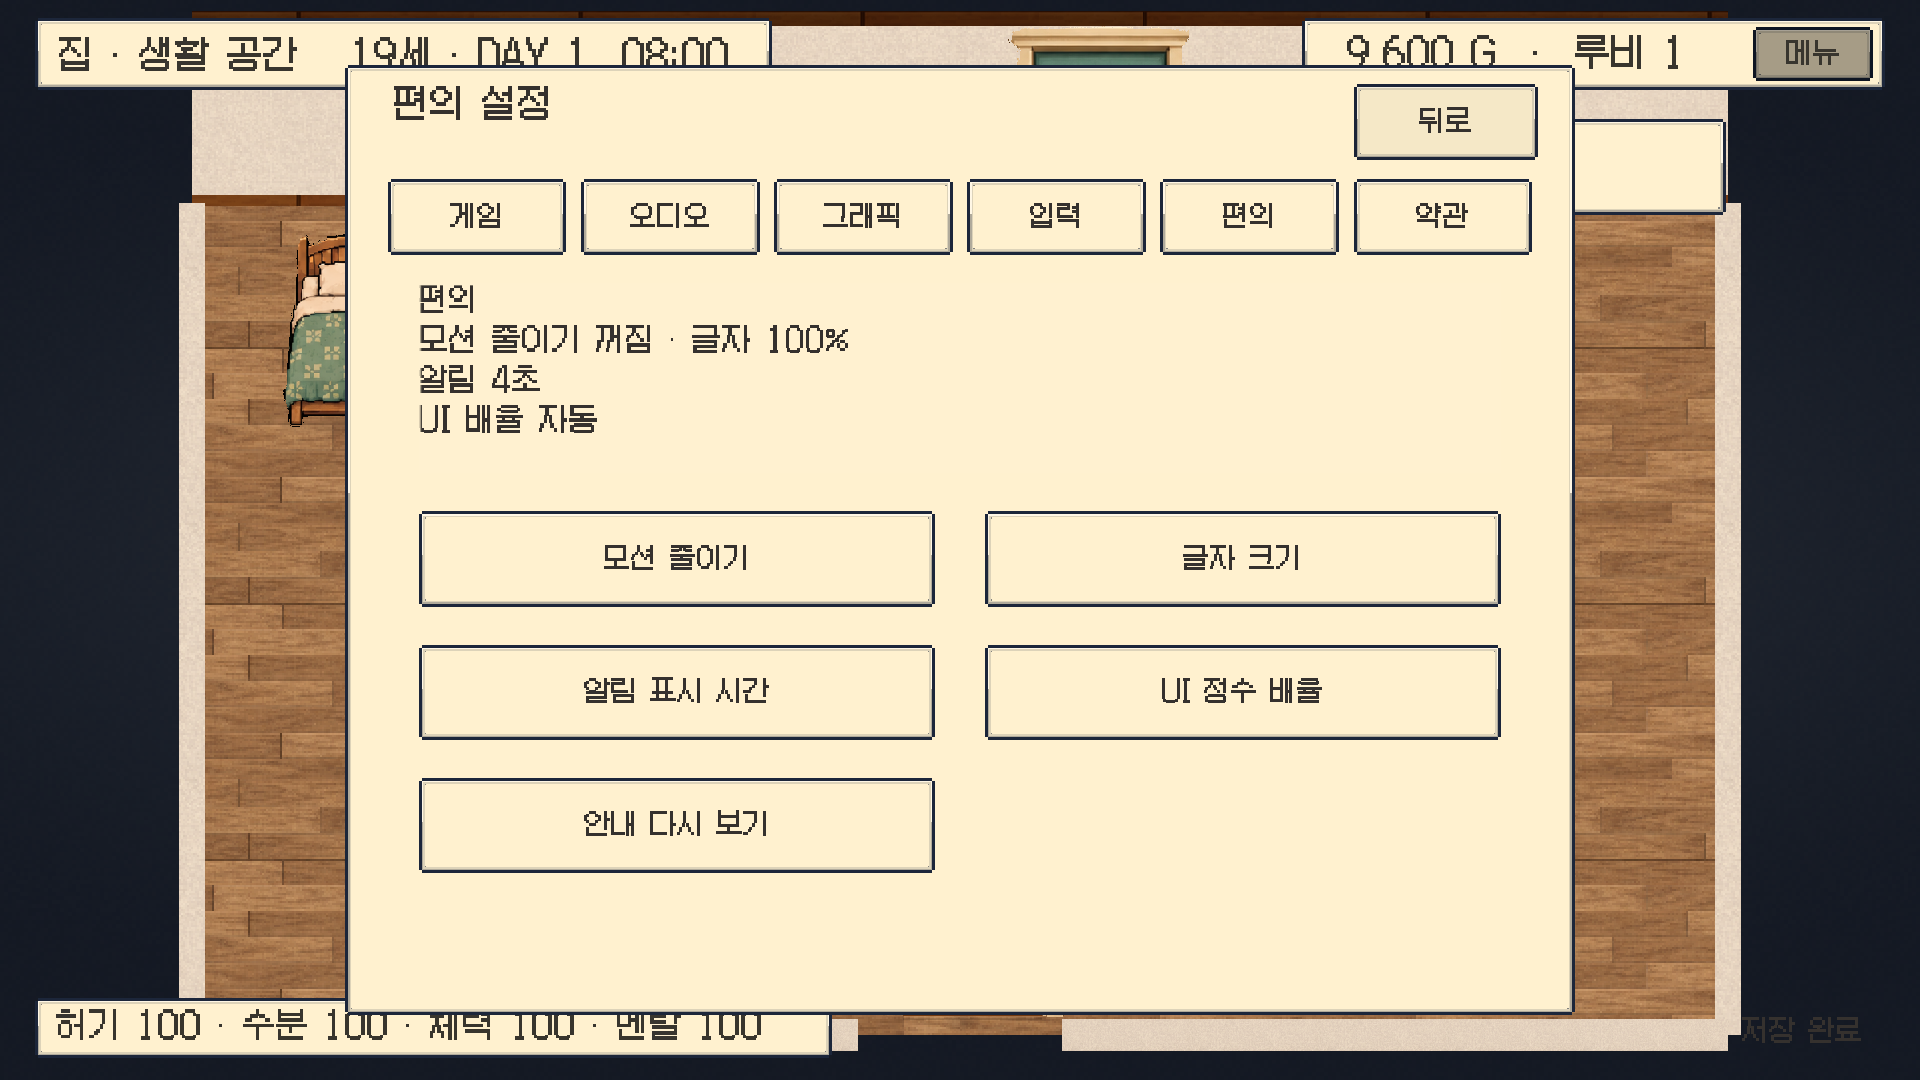 집 · 생활 공간 19세 · DAY 1 08:00
9,600 G · 루비 1
메뉴
편의 설정
뒤로
게임
오디오
그래픽
입력
편의
약관
편의
모션 줄이기 꺼짐 · 글자 100%
알림 4초
UI 배율 자동
모션 줄이기
글자 크기
알림 표시 시간
UI 정수 배율
안내 다시 보기
허기 100 · 수분 100 · 체력 100 · 멘탈 100
저장 완료